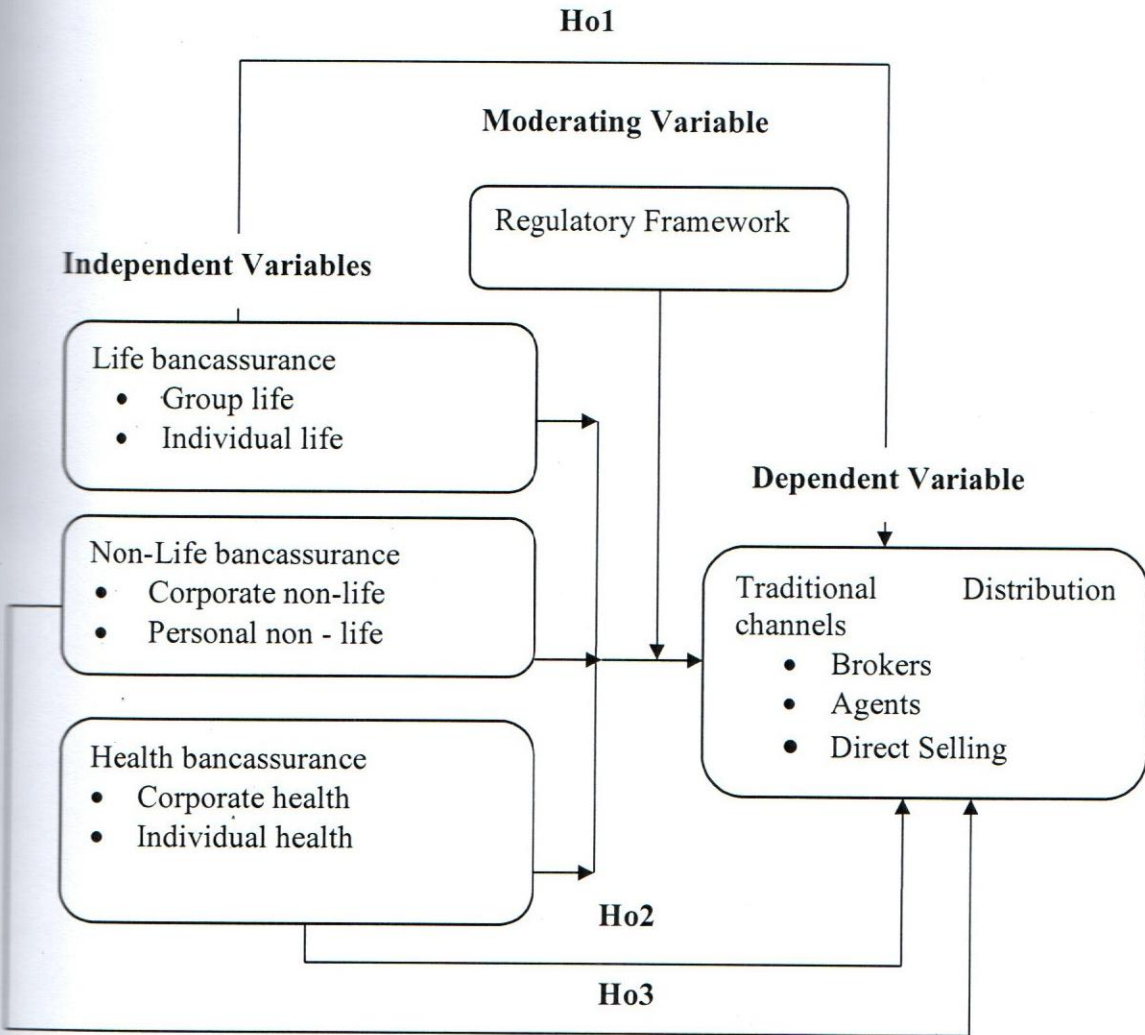 Ho1
Moderating Variable
Regulatory Framework
Independent Variables
Life bancassurance
• Group life
• Individual life
Dependent Variable
Non-Life bancassurance
• Corporate non-life
• Personal non - life
Traditional Distribution
channels
• Brokers
• Agents
• Direct Selling
Health bancassurance
• Corporate health
• Individual health
Ho2
Ho3